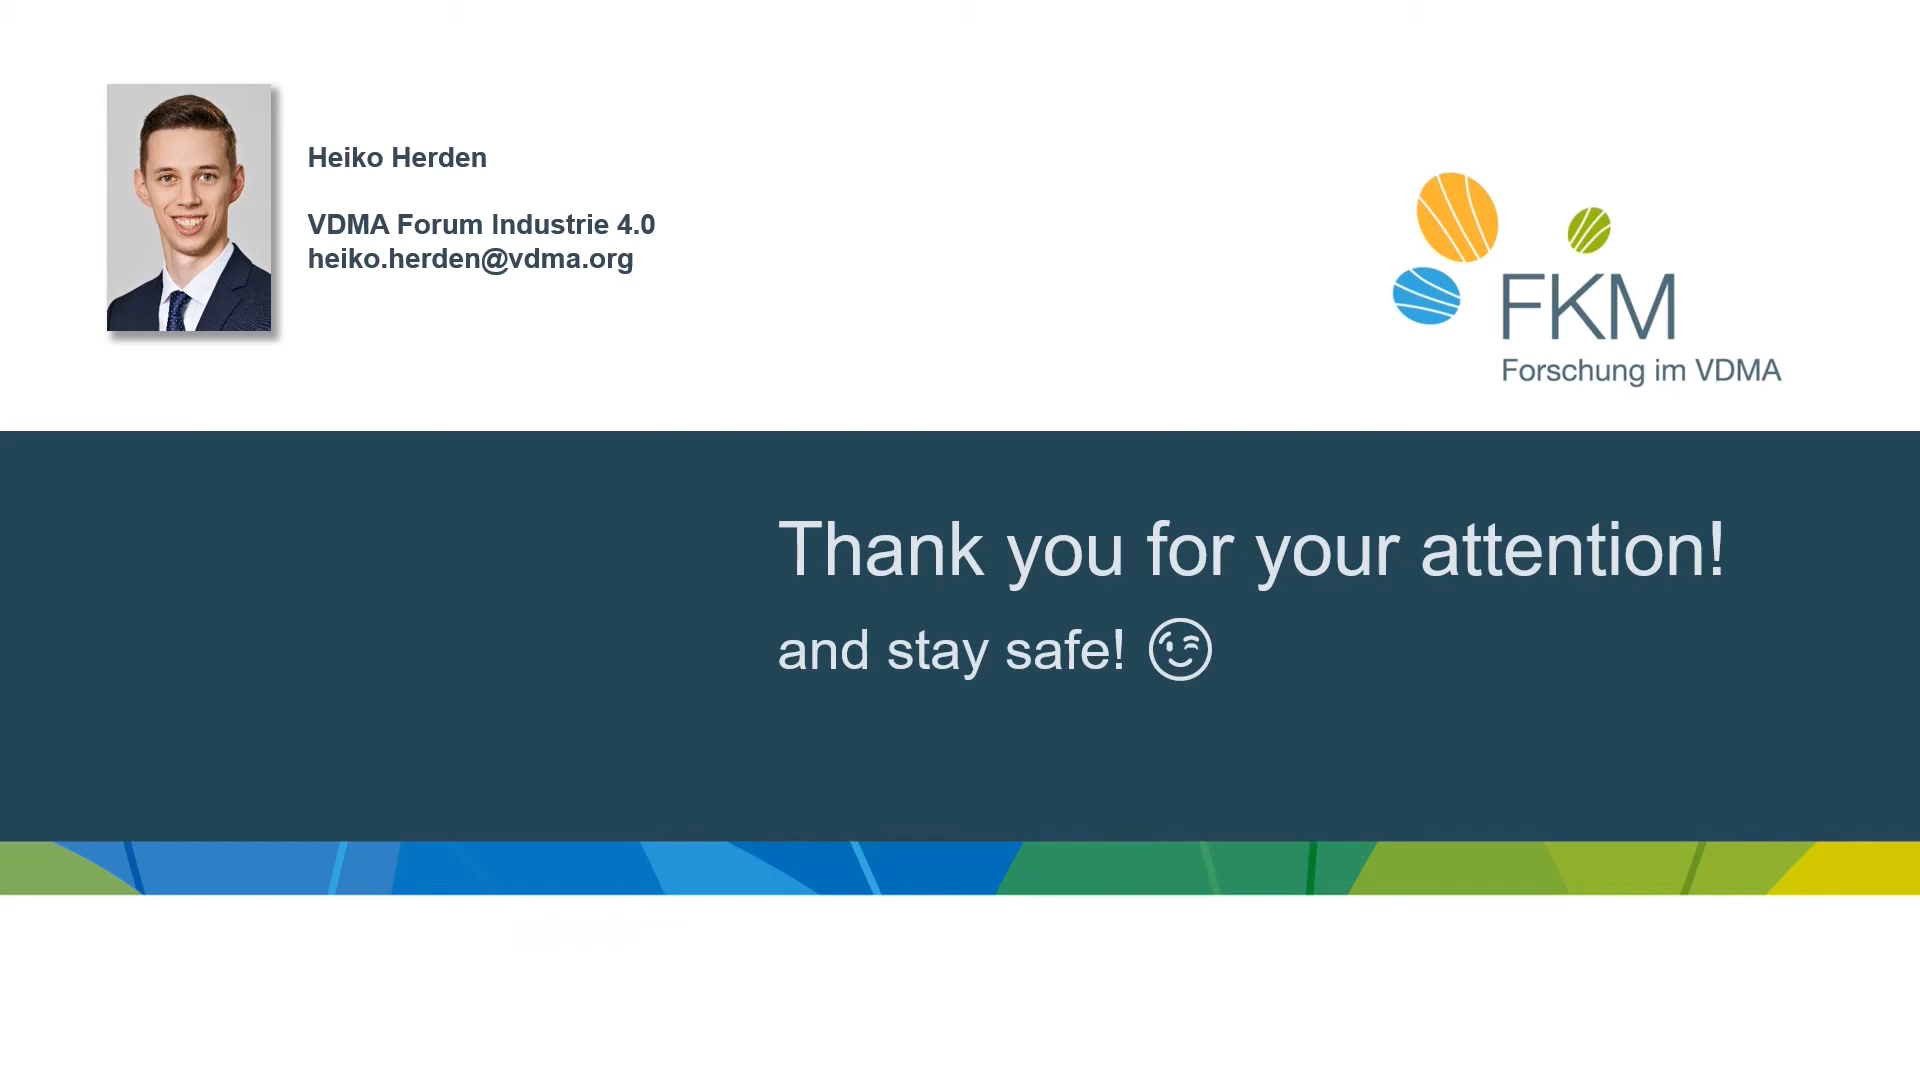 Heiko Herden
VDMA Forum Industrie 4.0
heiko.herden@vdma.org
FKM
Forschung im VDMA
Thank you for your attention!
and stay safe! 😉